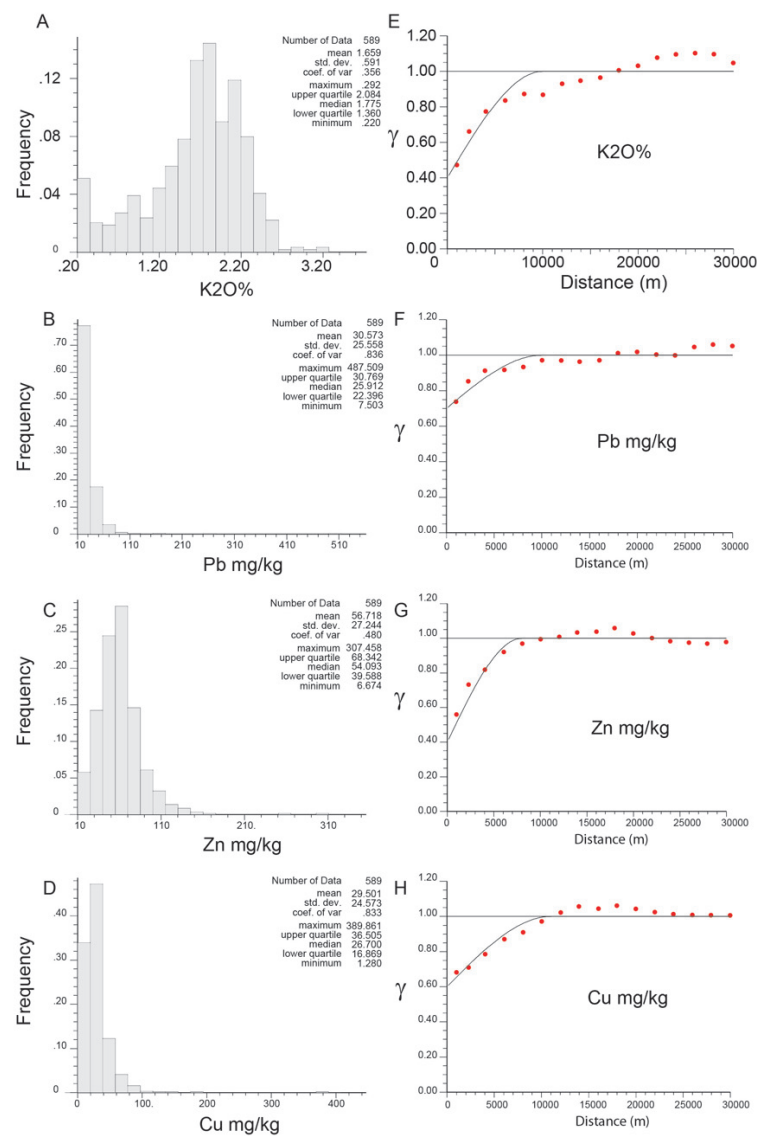 A
Number of Data 589
mean 1.659
std. dev. .591
coef. of var .356
maximum .292
upper quartile 2.084
median 1.775
lower quartile 1.360
minimum .220
Frequency
.12
.08
.04
0
.20 1.20 2.20 3.20
K2O%
E
1.20
1.00
0.80
0.60
0.40
0.20
0.00
γ
K2O%
0 10000 20000 30000
Distance (m)
B
Number of Data 589
mean 30.573
std. dev. 25.558
coef. of var .836
maximum 487.509
upper quartile 30.769
median 25.912
lower quartile 22.396
minimum 7.503
Frequency
.70
.60
.50
.40
.30
.20
.10
0
10 110 210 310 410 510
Pb mg/kg
F
1.20
1.00
0.80
0.60
0.40
0.20
0.00
γ
Pb mg/kg
0 5000 10000 15000 20000 25000 30000
Distance (m)
C
Number of Data 589
mean 56.718
std. dev. 27.244
coef. of var .480
maximum 307.458
upper quartile 68.342
median 54.093
lower quartile 39.588
minimum 6.674
Frequency
.25
.20
.15
.10
.05
0
10 110 210. 310
Zn mg/kg
G
1.20
1.00
0.80
0.60
0.40
0.20
0.00
γ
Zn mg/kg
0 5000 10000 15000 20000 25000 30000
Distance (m)
D
Number of Data 589
mean 29.501
std. dev. 24.573
coef. of var .833
maximum 389.861
upper quartile 36.505
median 26.700
lower quartile 16.869
minimum 1.280
Frequency
.40
.30
.20
.10
0
0 100. 200 300 400
Cu mg/kg
H
1.20
1.00
0.80
0.60
0.40
0.20
0.00
γ
Cu mg/kg
0 5000 10000 15000 20000 25000 30000
Distance (m)